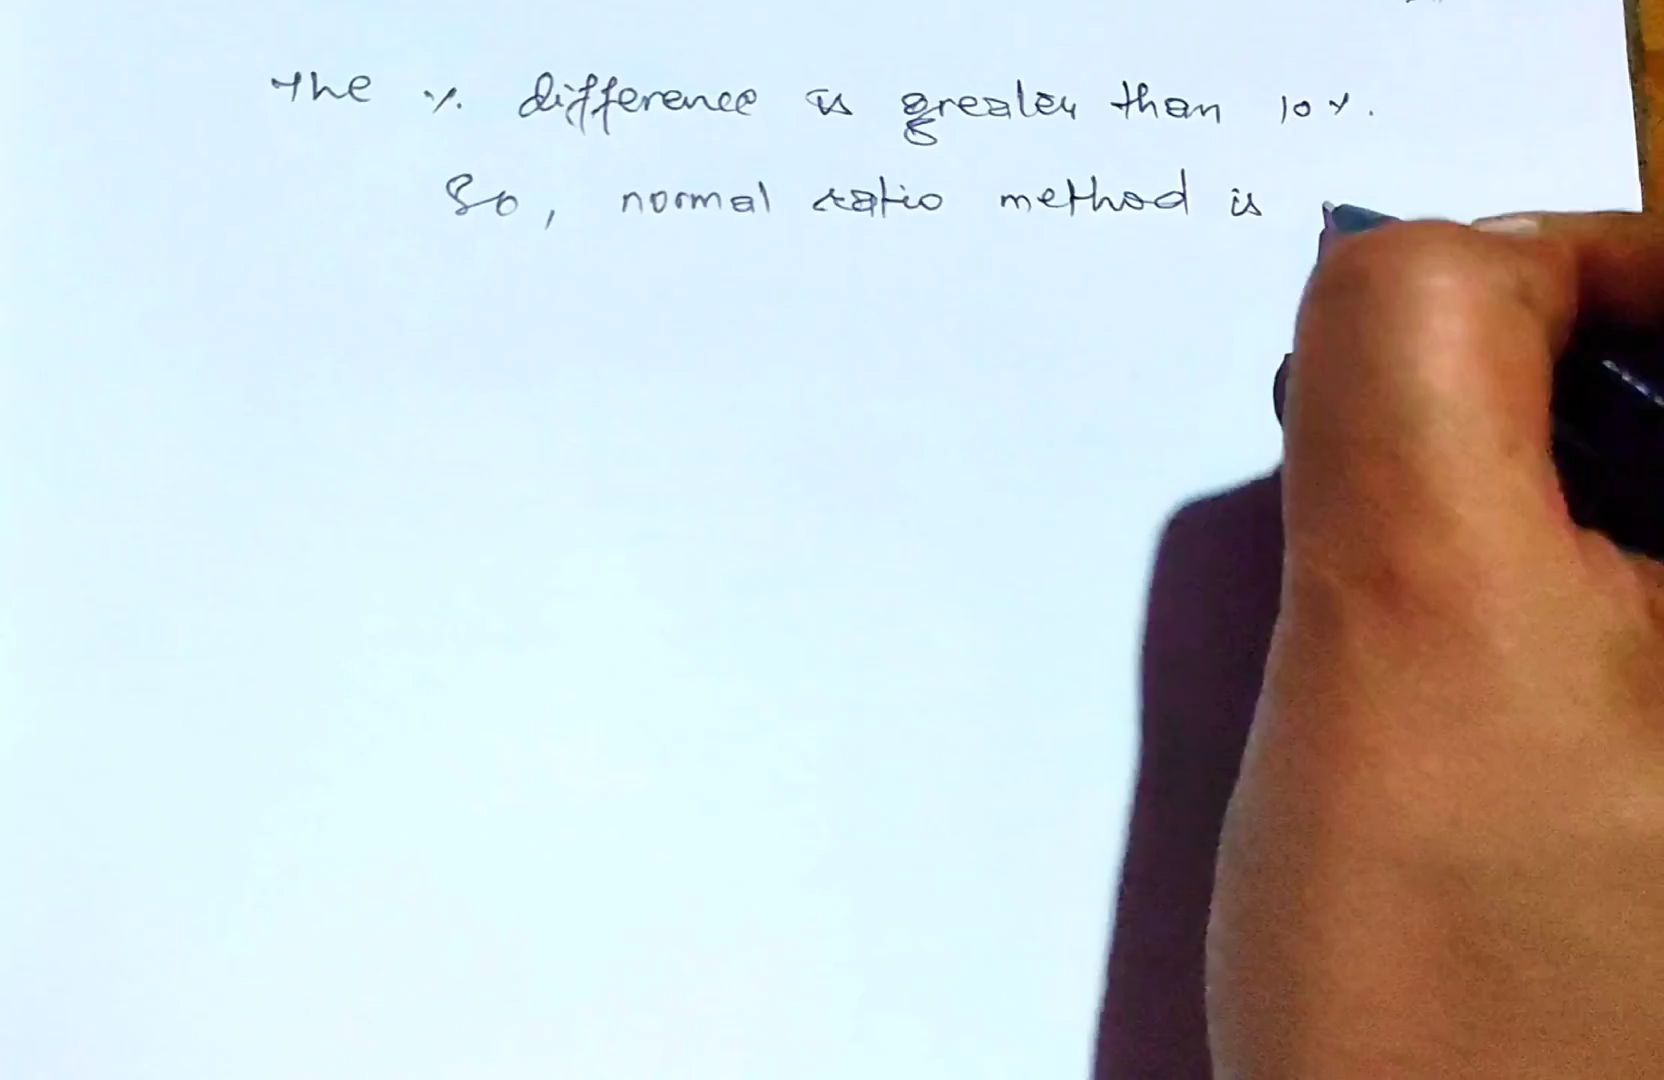 The % difference is greater than 10%.
So, normal ratio method is